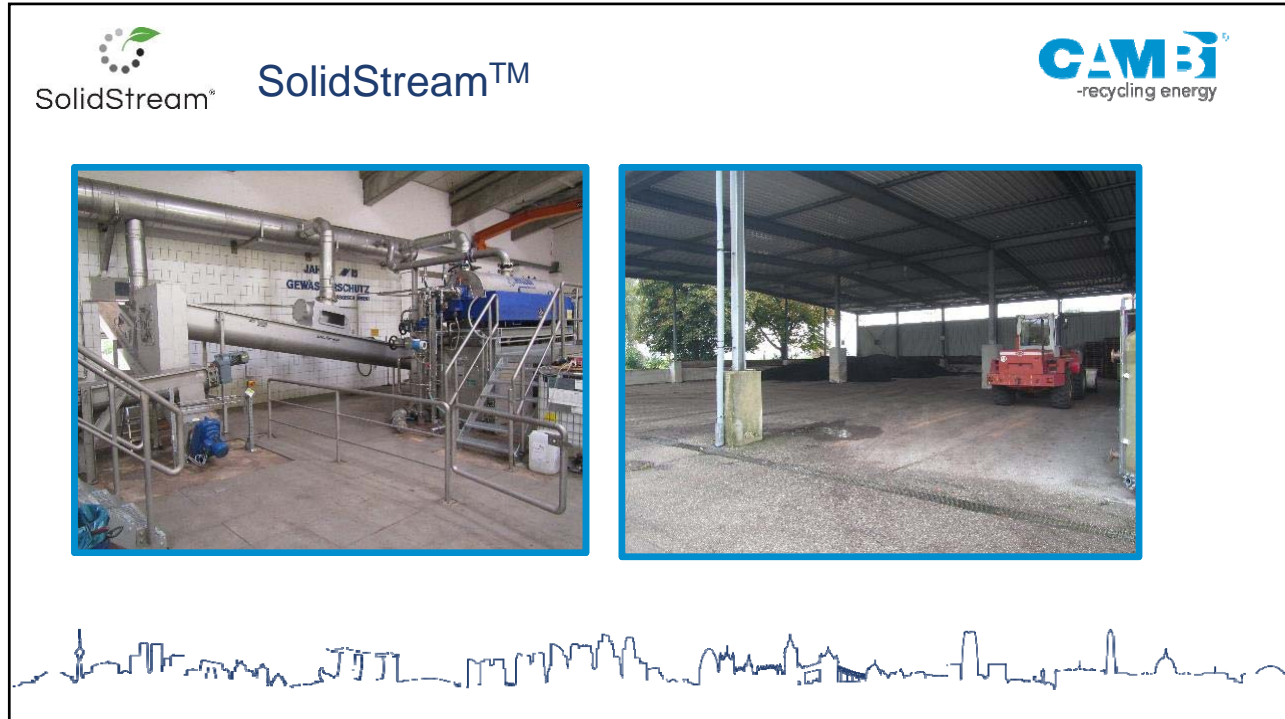 SolidStream®
SolidStream™
CAMBi®
-recycling energy
GEWÄSSERSCHUTZ